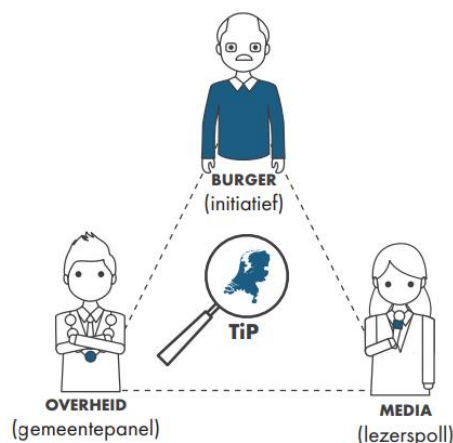 BURGER
(initiatief)
TiP
OVERHEID
(gemeentepanel)
MEDIA
(lezerspoll)